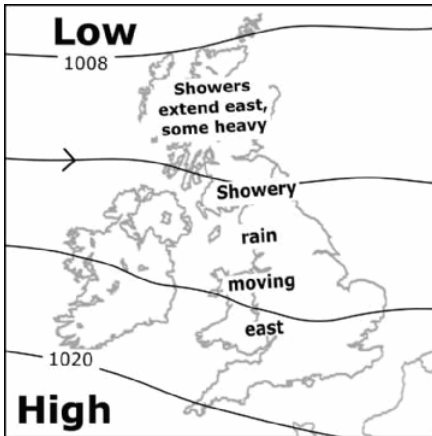 Low
1008
Showers
extend east,
some heavy
Showery
rain
moving
east
1020
High